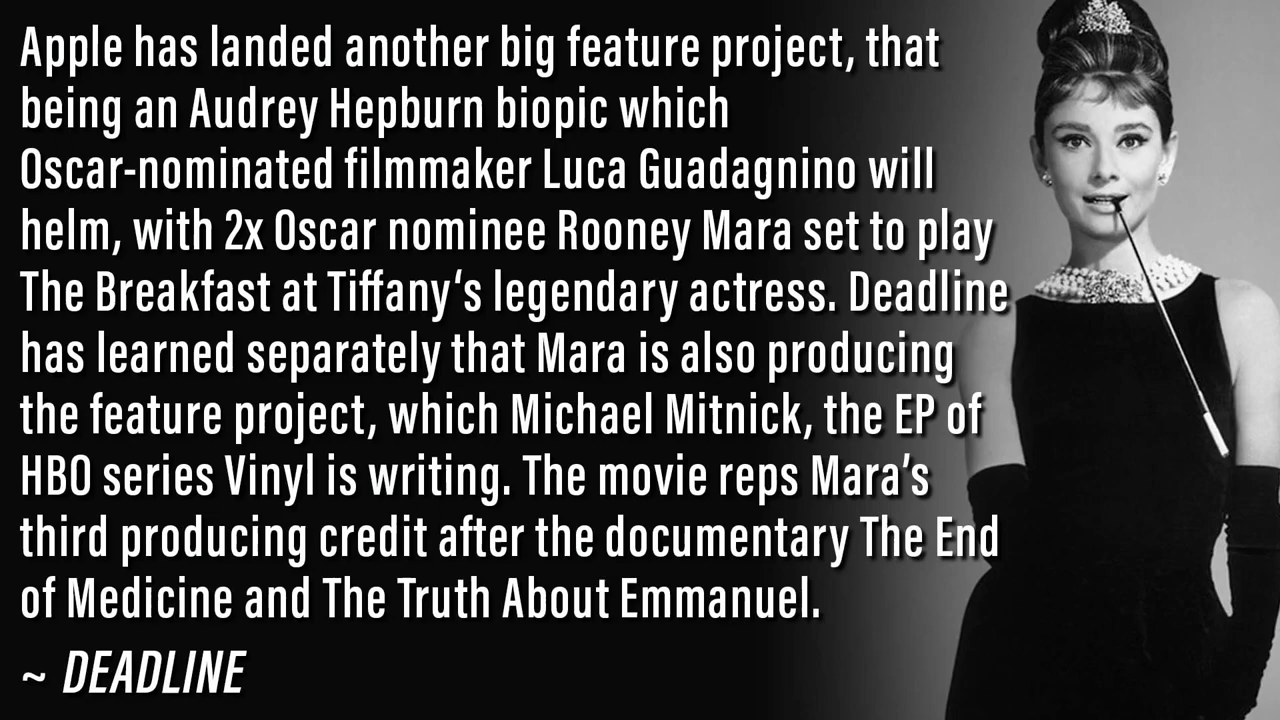 Apple has landed another big feature project, that
being an Audrey Hepburn biopic which
Oscar-nominated filmmaker Luca Guadagnino will
helm, with 2x Oscar nominee Rooney Mara set to play
The Breakfast at Tiffany‘s legendary actress. Deadline
has learned separately that Mara is also producing
the feature project, which Michael Mitnick, the EP of
HBO series Vinyl is writing. The movie reps Mara’s
third producing credit after the documentary The End
of Medicine and The Truth About Emmanuel.
~ DEADLINE